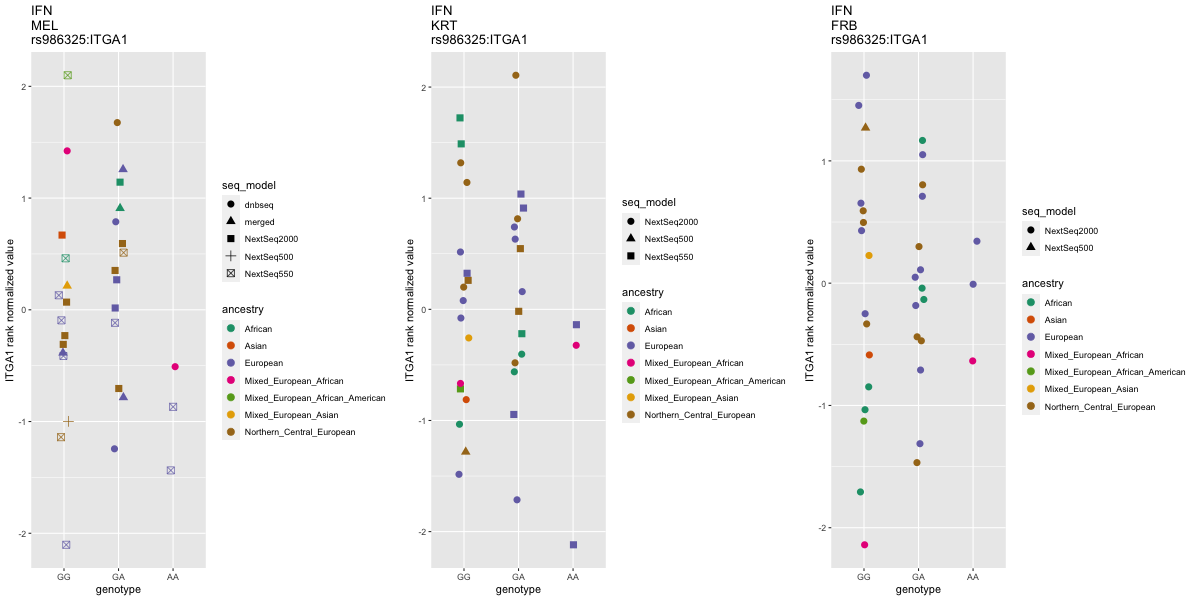 IFN
MEL
rs986325:ITGA1
ITGA1 rank normalized value
2
1
0
-1
-2
GG
GA
AA
genotype
seq_model
dnbseq
merged
NextSeq2000
NextSeq500
NextSeq550
ancestry
African
Asian
European
Mixed_European_African
Mixed_European_African_American
Mixed_European_Asian
Northern_Central_European
IFN
KRT
rs986325:ITGA1
ITGA1 rank normalized value
2
1
0
-1
-2
GG
GA
AA
genotype
seq_model
NextSeq2000
NextSeq500
NextSeq550
ancestry
African
Asian
European
Mixed_European_African
Mixed_European_African_American
Mixed_European_Asian
Northern_Central_European
IFN
FRB
rs986325:ITGA1
ITGA1 rank normalized value
1
0
-1
-2
GG
GA
AA
genotype
seq_model
NextSeq2000
NextSeq500
ancestry
African
Asian
European
Mixed_European_African
Mixed_European_African_American
Mixed_European_Asian
Northern_Central_European